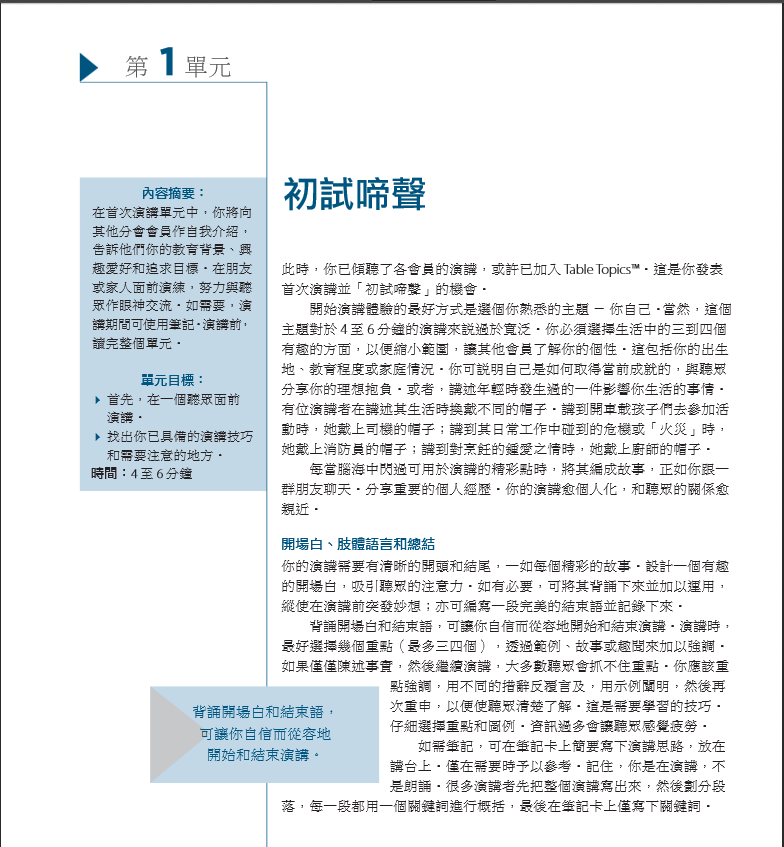 第 1 單元
內容摘要：
在首次演講單元中，你將向
其他分會會員作自我介紹，
告訴他們你的教育背景、興
趣愛好和追求目標。在朋友
或家人面前演練，努力與聽
眾作眼神交流。如需要，演
講期間可使用筆記。演講前，
讀完整個單元。
單元目標：
首先，在一個聽眾面前
演講。
找出你已具備的演講技巧
和需要注意的地方。
時間：4 至 6 分鐘
初試啼聲
此時，你已傾聽了各會員的演講，或許已加入 Table Topics™。這是你發表
首次演講並「初試啼聲」的機會。
開始演講體驗的最好方式是選個你熟悉的主題 — 你自己。當然，這個
主題對於 4 至 6 分鐘的演講來說過於寬泛。你必須選擇生活中的三到四個
有趣的方面，以便縮小範圍，讓其他會員了解你的個性。這包括你的出生
地、教育程度或家庭情況。你可說明自己是如何取得當前成就的，與聽眾
分享你的理想抱負。或者，講述年輕時發生過的一件影響你生活的事情。
有位演講者在講述其生活時換戴不同的帽子。講到開車載孩子們去參加活
動時，她戴上司機的帽子；講到其日常工作中碰到的危機或「火災」時，
她戴上消防員的帽子；講到對烹飪的鍾愛之情時，她戴上廚師的帽子。
每當腦海中閃過可用於演講的精彩點時，將其編成故事，正如你跟一
群朋友聊天。分享重要的個人經歷。你的演講愈個人化，和聽眾的關係愈
親近。
開場白、肢體語言和總結
你的演講需要有清晰的開頭和結尾，一如每個精彩的故事。設計一個有趣
的開場白，吸引聽眾的注意力。如有必要，可將其背誦下來並加以運用，
縱使在演講前突發妙想；亦可編寫一段完美的結束語並記錄下來。
背誦開場白和結束語，可讓你自信而從容地開始和結束演講。演講時，
最好選擇幾個重點（最多三四個），透過範例、故事或趣聞來加以強調。
如果僅僅陳述事實，然後繼續演講，大多數聽眾會抓不住重點。你應該重
點強調，用不同的措辭反覆言及，用示例闡明，然後再
次重申，以便使聽眾清楚了解。這是需要學習的技巧。
仔細選擇重點和圖例。資訊過多會讓聽眾感覺疲勞。
如需筆記，可在筆記卡上簡要寫下演講思路，放在
講台上。僅在需要時予以參考。記住，你是在演講，不
是朗誦。很多演講者先把整個演講寫出來，然後劃分段
落，每一段都用一個關鍵詞進行概括，最後在筆記卡上僅寫下關鍵詞。
背誦開場白和結束語，
可讓你自信而從容地
開始和結束演講。